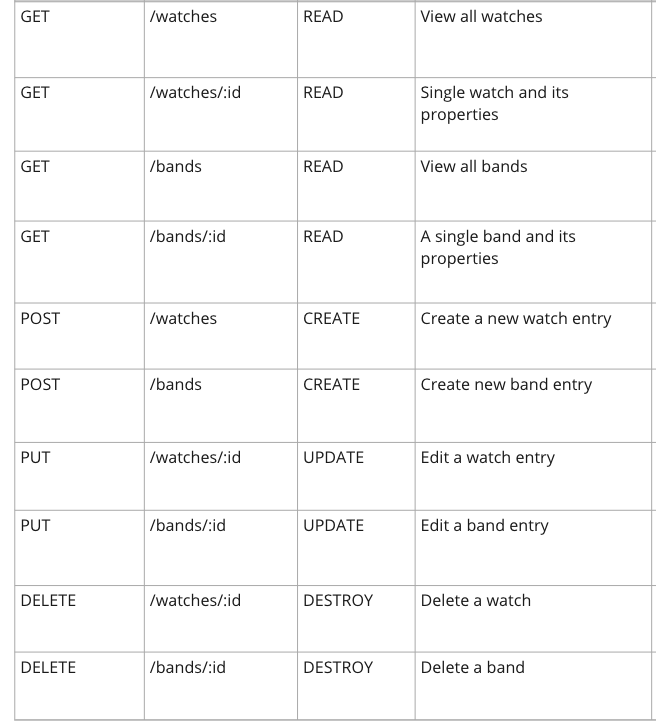 GET /watches READ View all watches
GET /watches/:id READ Single watch and its
properties
GET /bands READ View all bands
GET /bands/:id READ A single band and its
properties
POST /watches CREATE Create a new watch entry
POST /bands CREATE Create new band entry
PUT /watches/:id UPDATE Edit a watch entry
PUT /bands/:id UPDATE Edit a band entry
DELETE /watches/:id DESTROY Delete a watch
DELETE /bands/:id DESTROY Delete a band